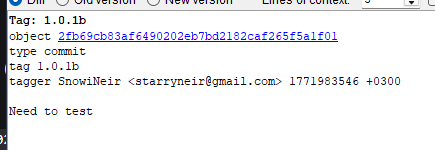 Diff Old version New version Lines of context: 3
Tag: 1.0.1b
object 2fb69cb83af6490202eb7bd2182caf265f5a1f01
type commit
tag 1.0.1b
tagger SnowiNeir <starryneir@gmail.com> 1771983546 +0300
Need to test